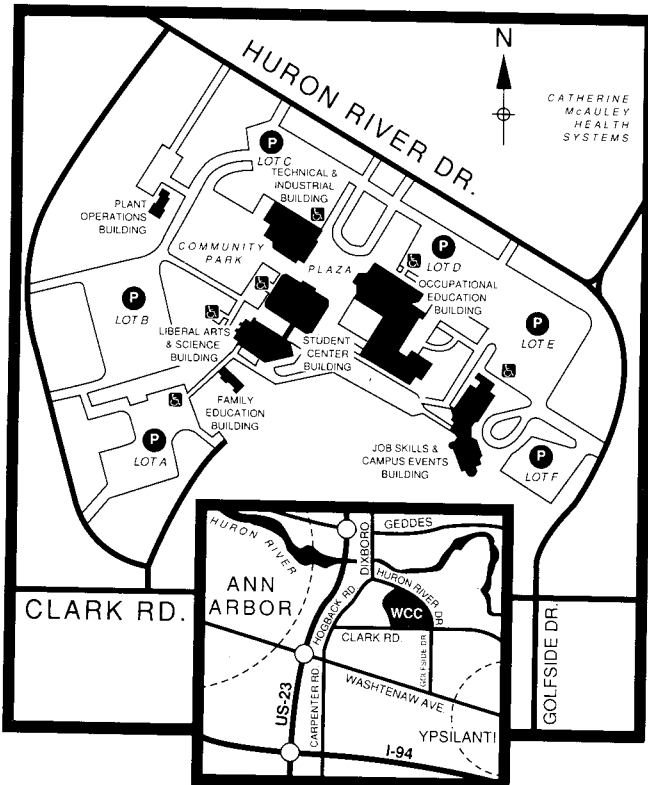 HURON RIVER DR.
N
CATHERINE
McAULEY
HEALTH
SYSTEMS
P
LOT C
TECHNICAL &
INDUSTRIAL
BUILDING
PLANT
OPERATIONS
BUILDING
COMMUNITY
PARK
PLAZA
P
LOT D
OCCUPATIONAL
EDUCATION
BUILDING
P
LOT B
P
LOT E
LIBERAL ARTS
& SCIENCE
BUILDING
STUDENT
CENTER
BUILDING
FAMILY
EDUCATION
BUILDING
P
LOT A
JOB SKILLS &
CAMPUS EVENTS
BUILDING
P
LOT F
CLARK RD.
GOLFSIDE DR.
HURON RIVER
DIXBORO
GEDDES
ANN
ARBOR
HOGBACK RD
HURON RIVER DR.
WCC
CLARK RD.
GOLFSIDE DR.
US-23
CARPENTER RD.
WASHTENAW AVE.
YPSILANTI
I-94